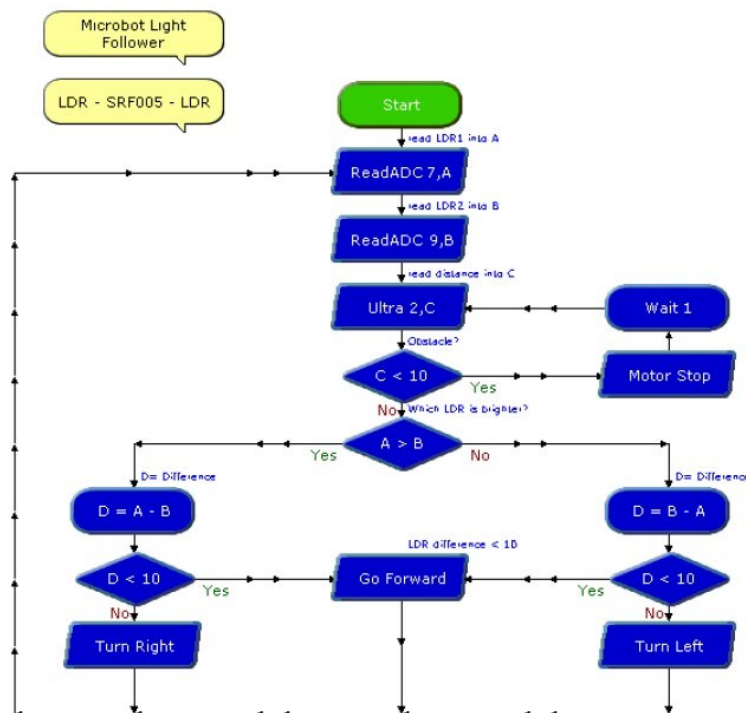 Microbot Light
Follower
LDR - SRF005 - LDR
Start
read LDR1 into A
ReadADC 7,A
read LDR2 into B
ReadADC 9,B
read distance into C
Ultra 2,C
Wait 1
Obstacle?
C < 10
Yes
Motor Stop
No
Which LDR is brighter?
A > B
Yes
No
D= Difference
D= Difference
D = A - B
D = B - A
LDR difference < 10
D < 10
Yes
Go Forward
Yes
D < 10
No
No
Turn Right
Turn Left